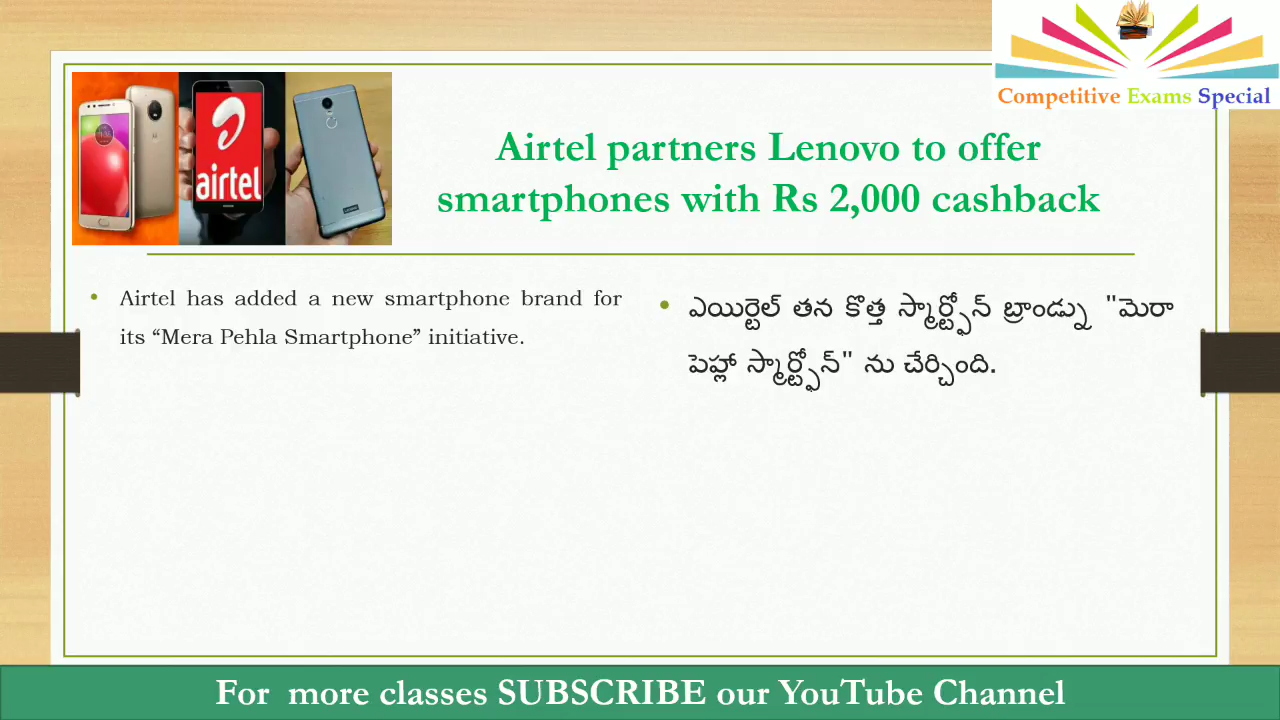 Competitive Exams Special
airtel
Airtel partners Lenovo to offer
smartphones with Rs 2,000 cashback
• Airtel has added a new smartphone brand for
its “Mera Pehla Smartphone” initiative.
• ఎయిర్టెల్ తన కొత్త స్మార్ట్ఫోన్ బ్రాండ్ను "మెరా
పెహ్లా స్మార్ట్ఫోన్" ను చేర్చింది.
For more classes SUBSCRIBE our YouTube Channel